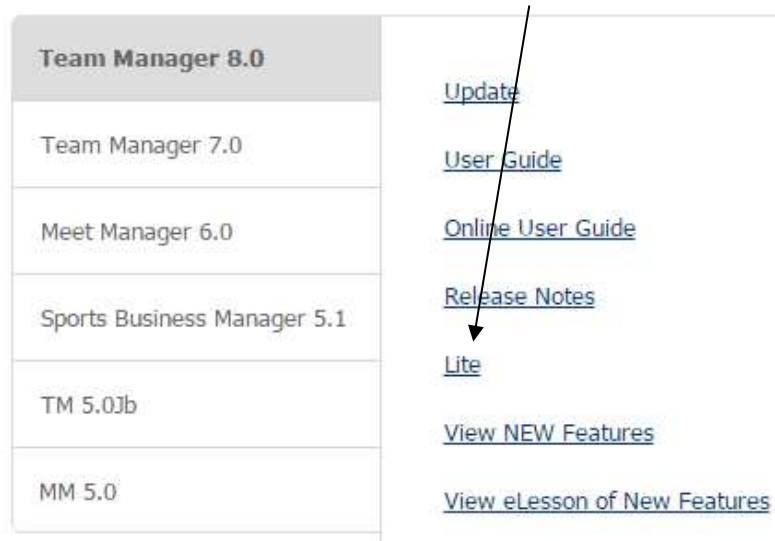 Team Manager 8.0
Team Manager 7.0
Meet Manager 6.0
Sports Business Manager 5.1
TM 5.0Jb
MM 5.0
Update
User Guide
Online User Guide
Release Notes
Lite
View NEW Features
View eLesson of New Features